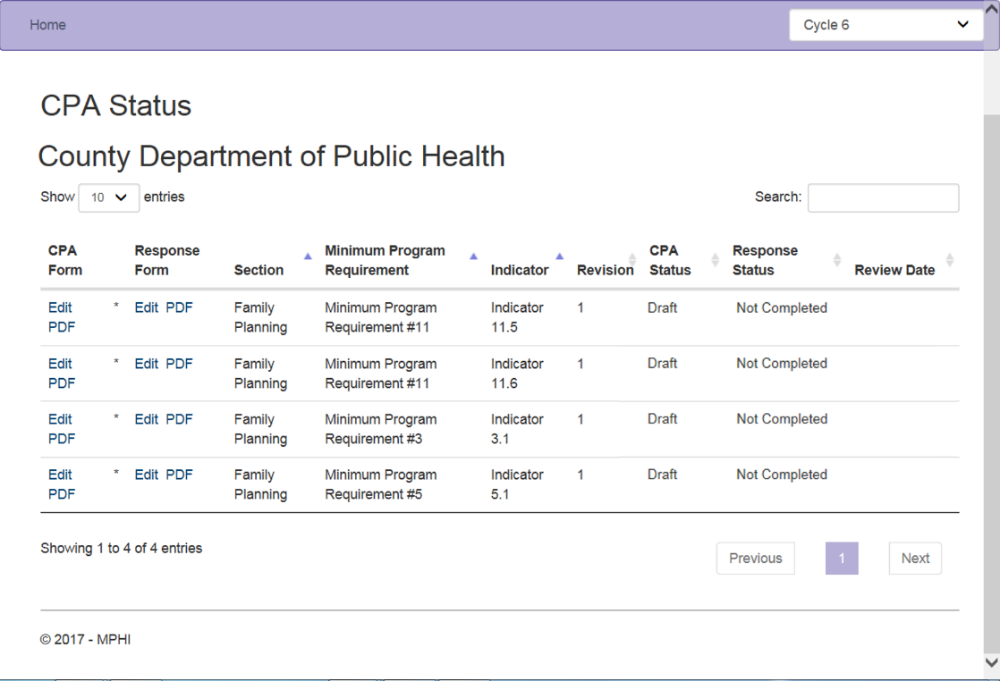 Home Cycle 6
CPA Status
County Department of Public Health
Show 10 entries Search:
CPA Form Response Form Section Minimum Program Requirement Indicator Revision CPA Status Response Status Review Date
Edit PDF * Edit PDF Family Planning Minimum Program Requirement #11 Indicator 11.5 1 Draft Not Completed
Edit PDF * Edit PDF Family Planning Minimum Program Requirement #11 Indicator 11.6 1 Draft Not Completed
Edit PDF * Edit PDF Family Planning Minimum Program Requirement #3 Indicator 3.1 1 Draft Not Completed
Edit PDF * Edit PDF Family Planning Minimum Program Requirement #5 Indicator 5.1 1 Draft Not Completed
Showing 1 to 4 of 4 entries
Previous 1 Next
© 2017 - MPHI